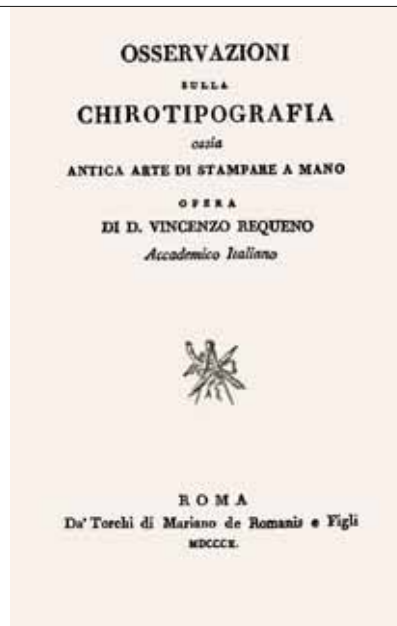 OSSERVAZIONI
SULLA
CHIROTIPOGRAFIA
ossia
ANTICA ARTE DI STAMPARE A MANO
OPERA
DI D. VINCENZO REQUENO
Accademico Italiano
ROMA
Da' Torchi di Mariano de Romanis e Figli
MDCCCX.